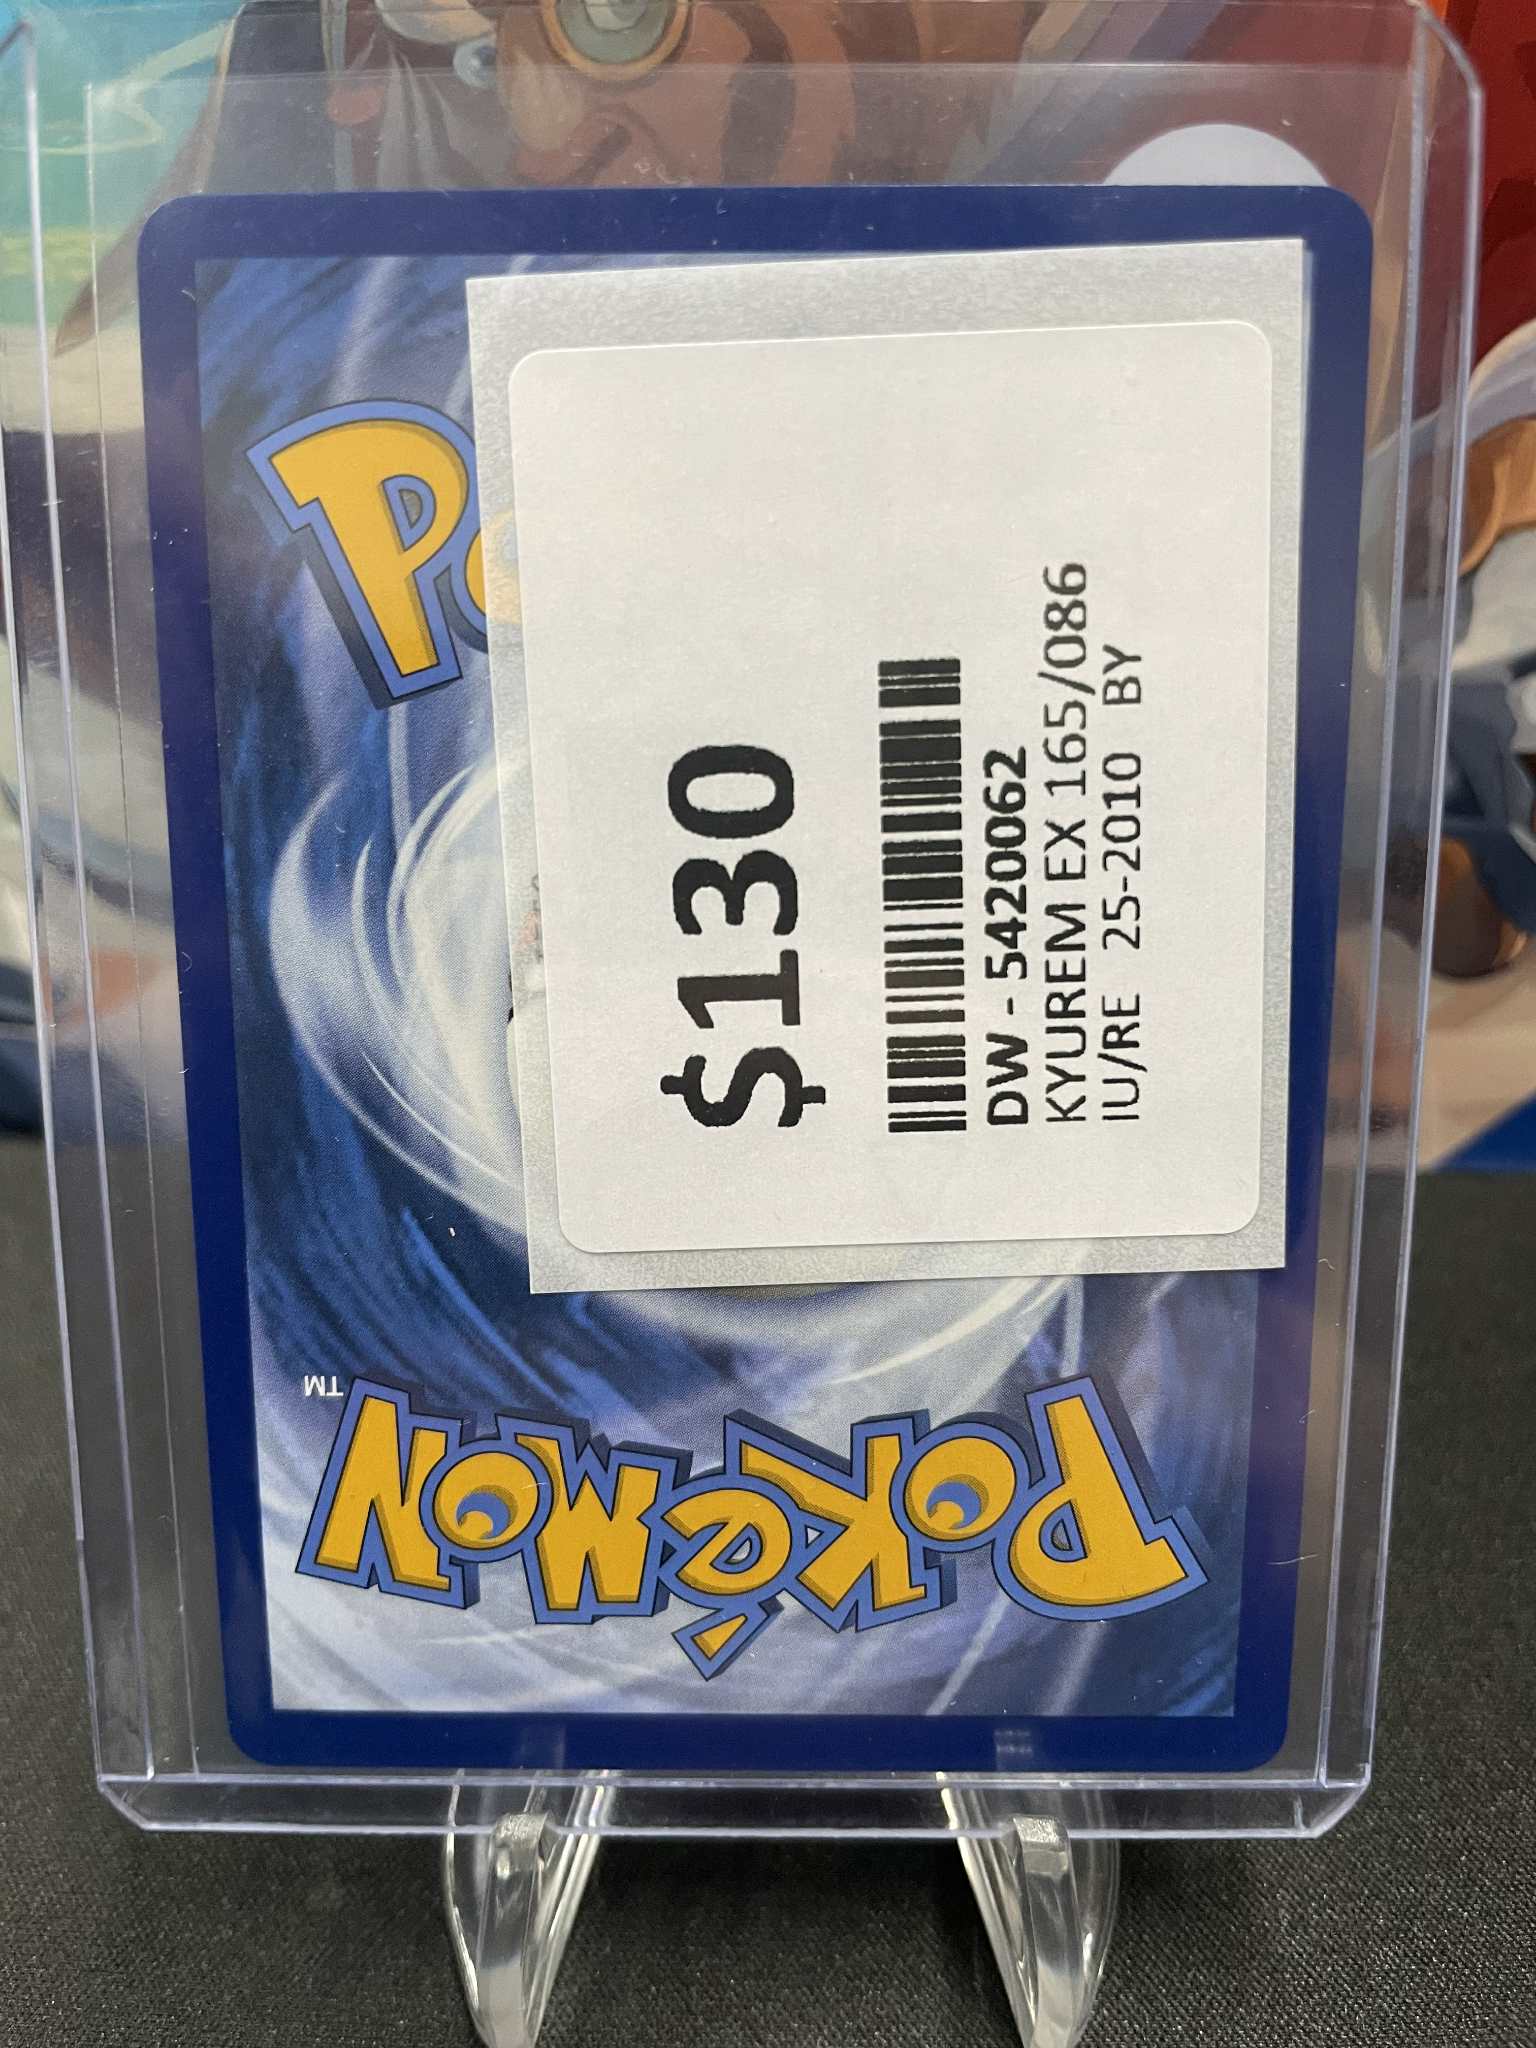 $130
DW - 5420062
KYUREM EX 165/086
IU/RE 25-2010 BY
Pokémon
TM